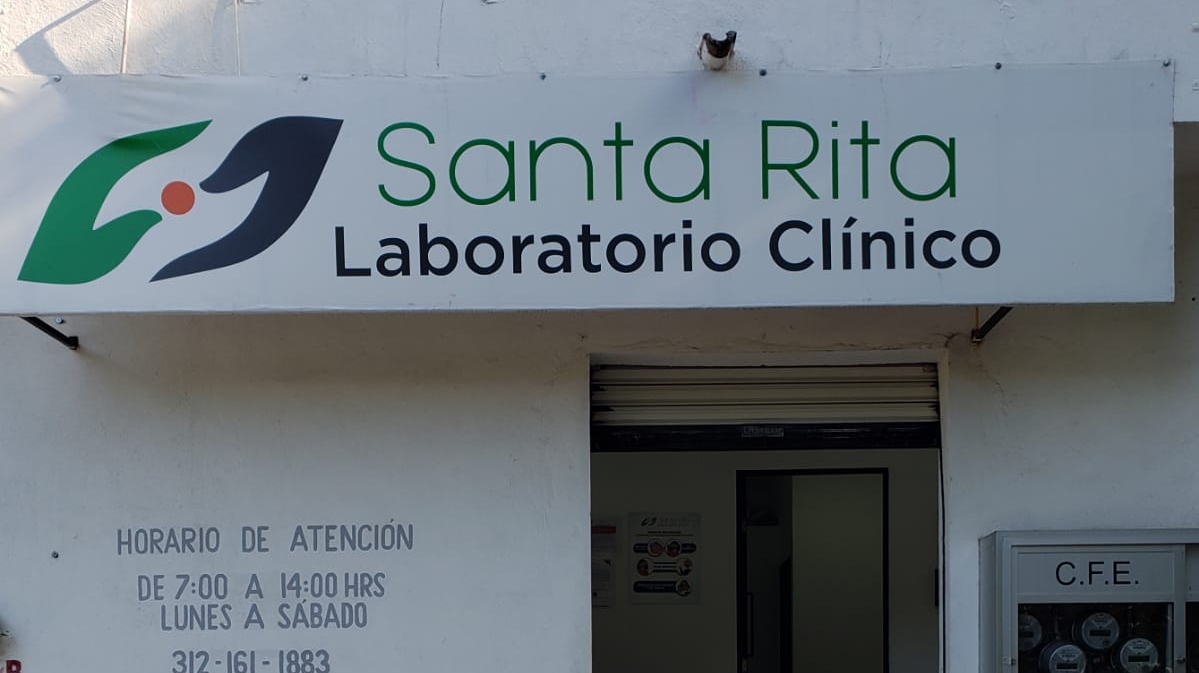 Santa Rita
Laboratorio Clínico
HORARIO DE ATENCIÓN
DE 7:00 A 14:00 HRS
LUNES A SÁBADO
312-161-1883
C.F.E.